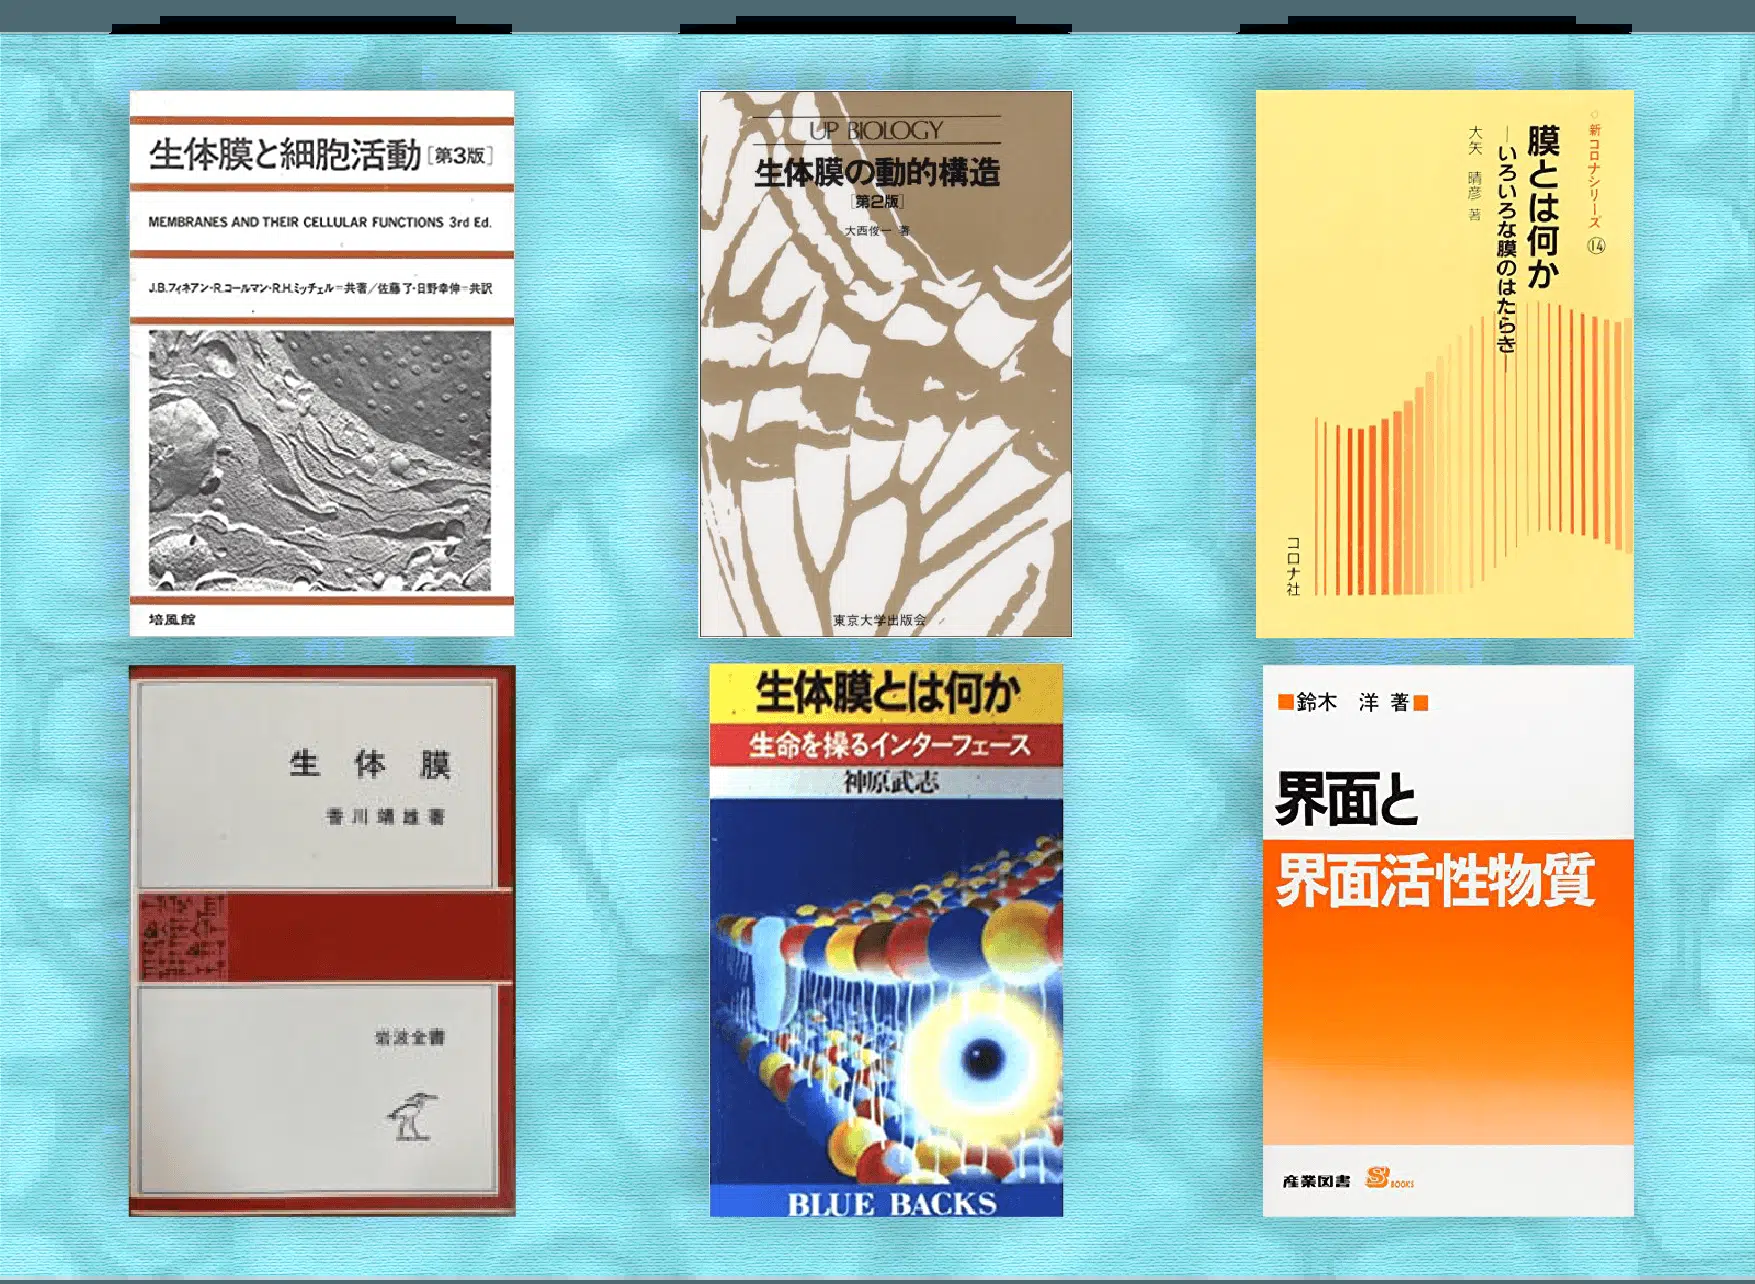 生体膜と細胞活動[第3版]
MEMBRANES AND THEIR CELLULAR FUNCTIONS 3rd Ed.
J.B.フィネアン・R.コールマン・R.H.ミッチェル=共著/佐藤了・日野幸伸=共訳
培風館
UP BIOLOGY
生体膜の動的構造
[第2版]
大西俊一 著
東京大学出版会
○新コロナシリーズ⑭
膜とは何か
―いろいろな膜のはたらき―
大矢 晴彦 著
コロナ社
生体膜
香川靖雄著
岩波全書
生体膜とは何か
生命を操るインターフェース
神原武志
BLUE BACKS
■鈴木 洋 著■
界面と
界面活性物質
産業図書 S BOOKS